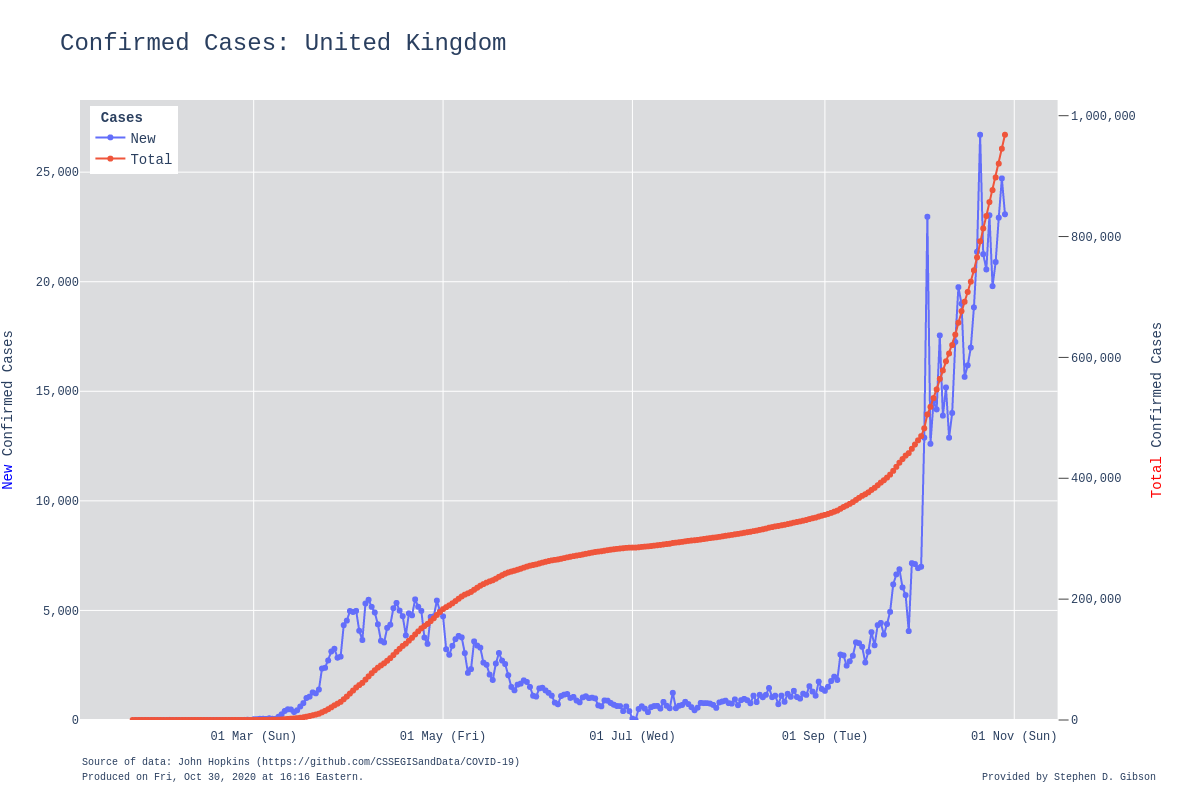 Confirmed Cases: United Kingdom
Cases
New
Total
25,000
20,000
15,000
10,000
5,000
0
New Confirmed Cases
1,000,000
800,000
600,000
400,000
200,000
0
Total Confirmed Cases
01 Mar (Sun)
01 May (Fri)
01 Jul (Wed)
01 Sep (Tue)
01 Nov (Sun)
Source of data: John Hopkins (https://github.com/CSSEGISandData/COVID-19)
Produced on Fri, Oct 30, 2020 at 16:16 Eastern.
Provided by Stephen D. Gibson